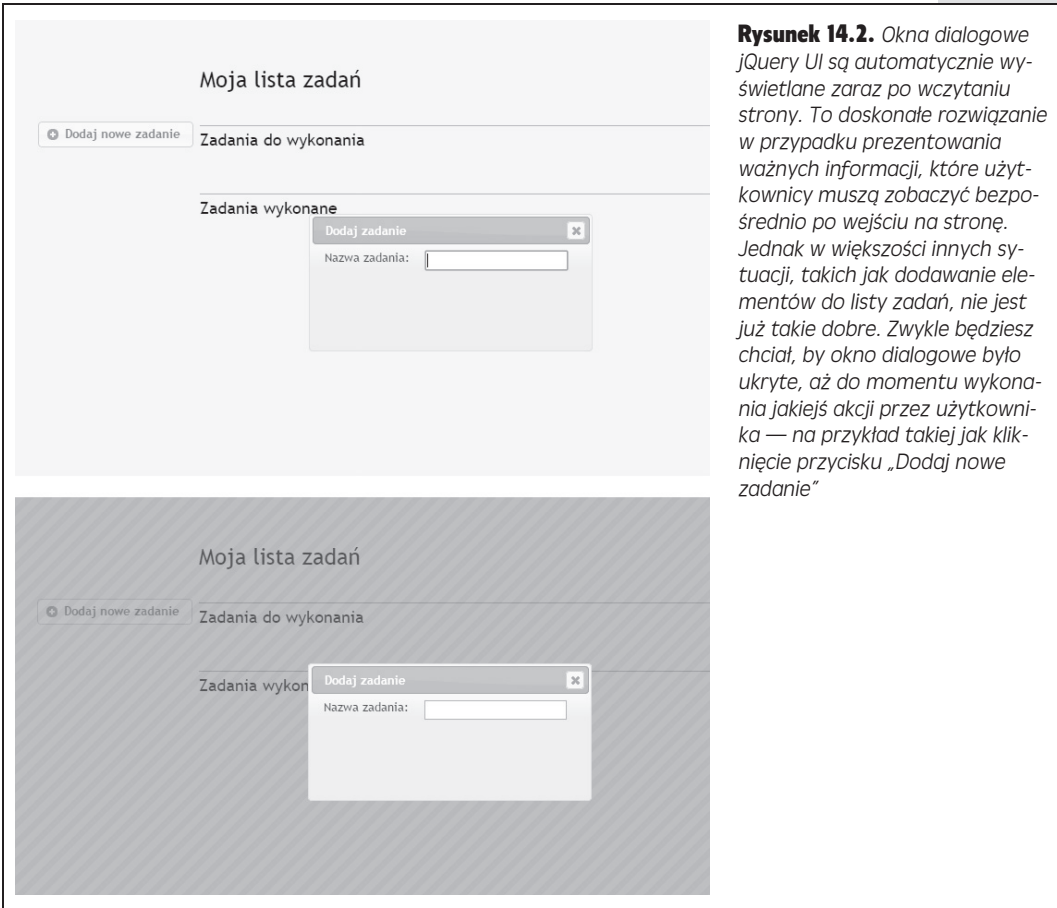 Moja lista zadań
Dodaj nowe zadanie
Zadania do wykonania
Zadania wykonane
Dodaj zadanie
Nazwa zadania:
Moja lista zadań
Dodaj nowe zadanie
Zadania do wykonania
Zadania wykon
Dodaj zadanie
Nazwa zadania:
Rysunek 14.2. Okna dialogowe
jQuery UI są automatycznie wy-
świetlane zaraz po wczytaniu
strony. To doskonałe rozwiązanie
w przypadku prezentowania
ważnych informacji, które użyt-
kownicy muszą zobaczyć bezpo-
średnio po wejściu na stronę.
Jednak w większości innych sy-
tuacji, takich jak dodawanie ele-
mentów do listy zadań, nie jest
już takie dobre. Zwykle będziesz
chciał, by okno dialogowe było
ukryte, aż do momentu wykona-
nia jakiejś akcji przez użytkowni-
ka — na przykład takiej jak klik-
nięcie przycisku „Dodaj nowe
zadanie”